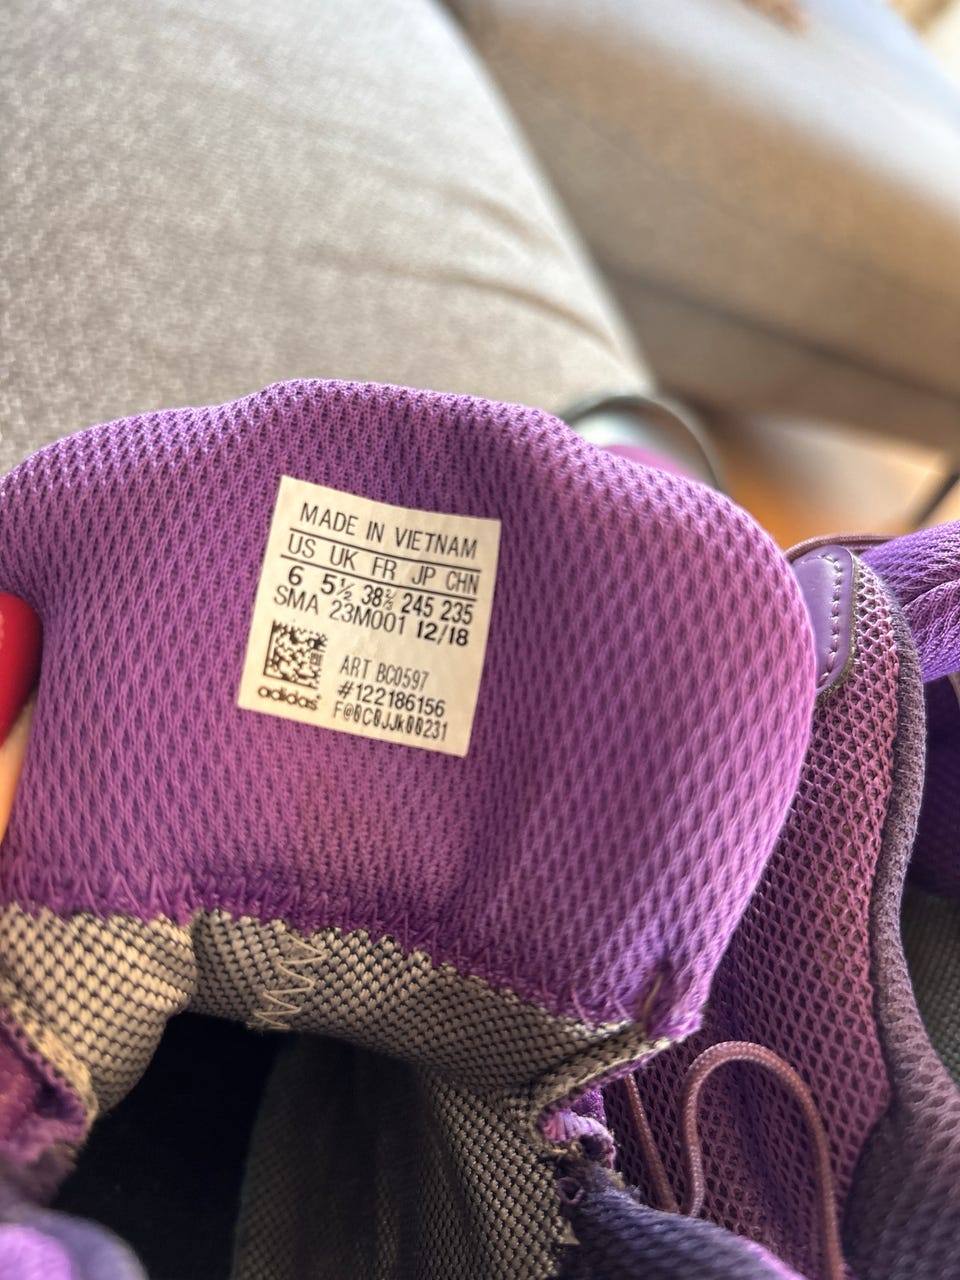 MADE IN VIETNAM
US UK FR JP CHN
6 5½ 38⅔ 245 235
SMA 23M001 12/18
ART BC0597
#122186156
F@0C0JJk00231
adidas